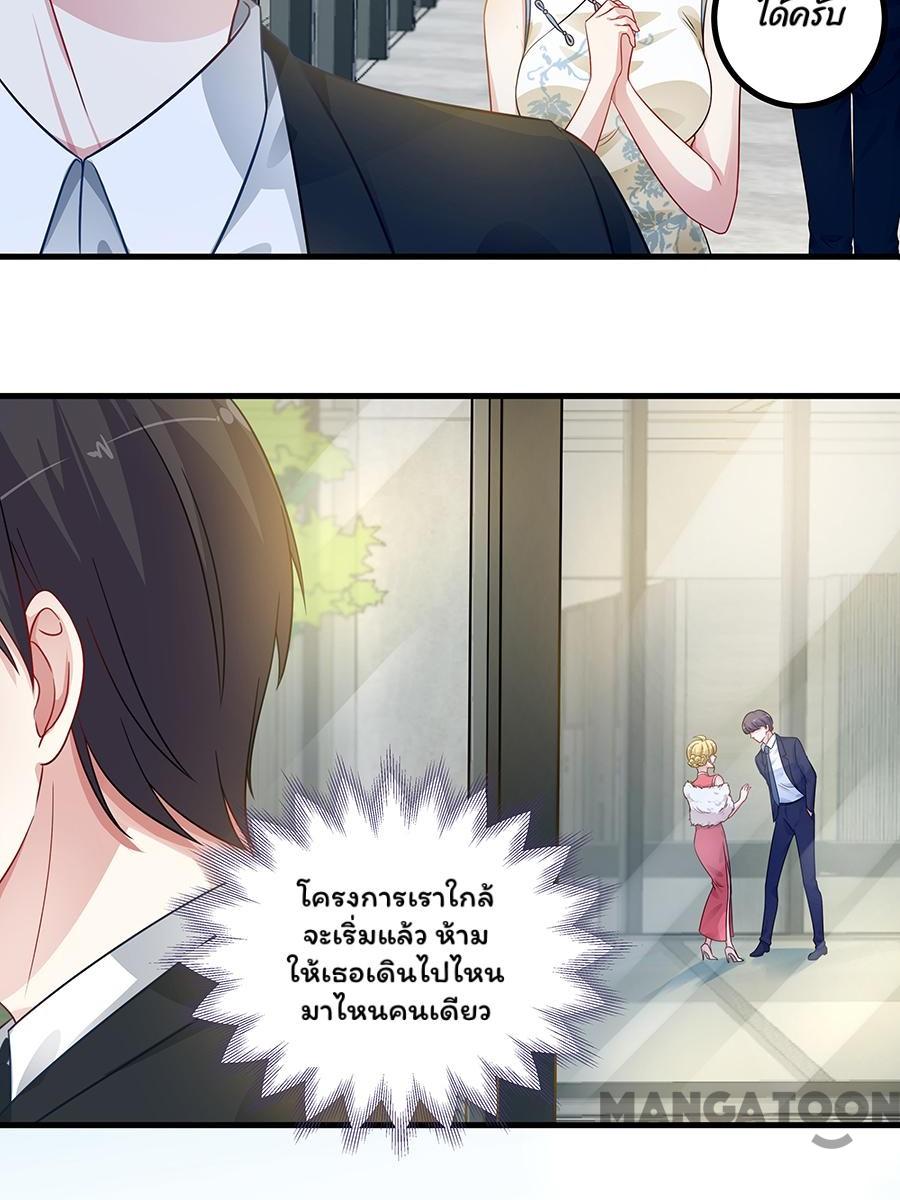 ได้ครับ
โครงการเราใกล้
จะเริ่มแล้ว ห้าม
ให้เธอเดินไปไหน
มาไหนคนเดียว
MANGATOON